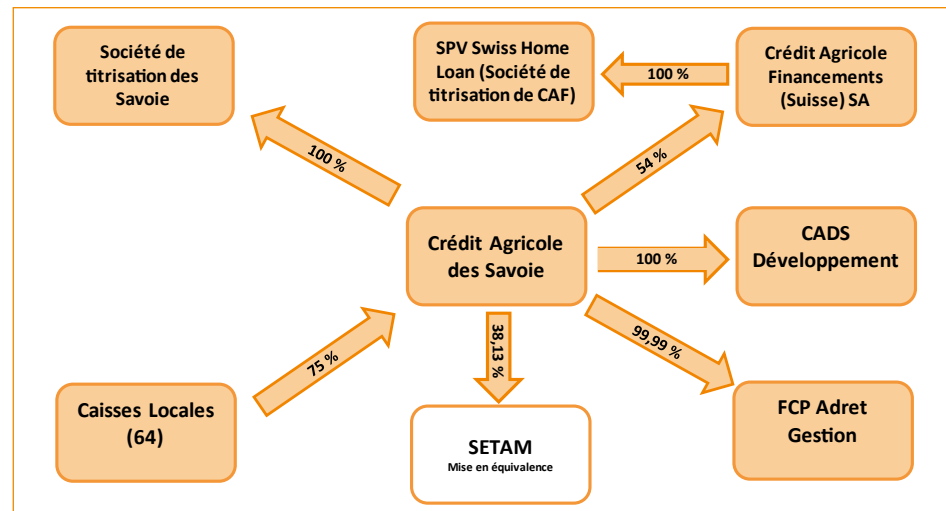 Société de
titrisation des
Savoie
SPV Swiss Home
Loan (Société de
titrisation de CAF)
100 %
Crédit Agricole
Financements
(Suisse) SA
100 %
54 %
Crédit Agricole
des Savoie
100 %
CADS
Développement
75 %
38,13 %
99,99 %
Caisses Locales
(64)
SETAM
Mise en équivalence
FCP Adret
Gestion